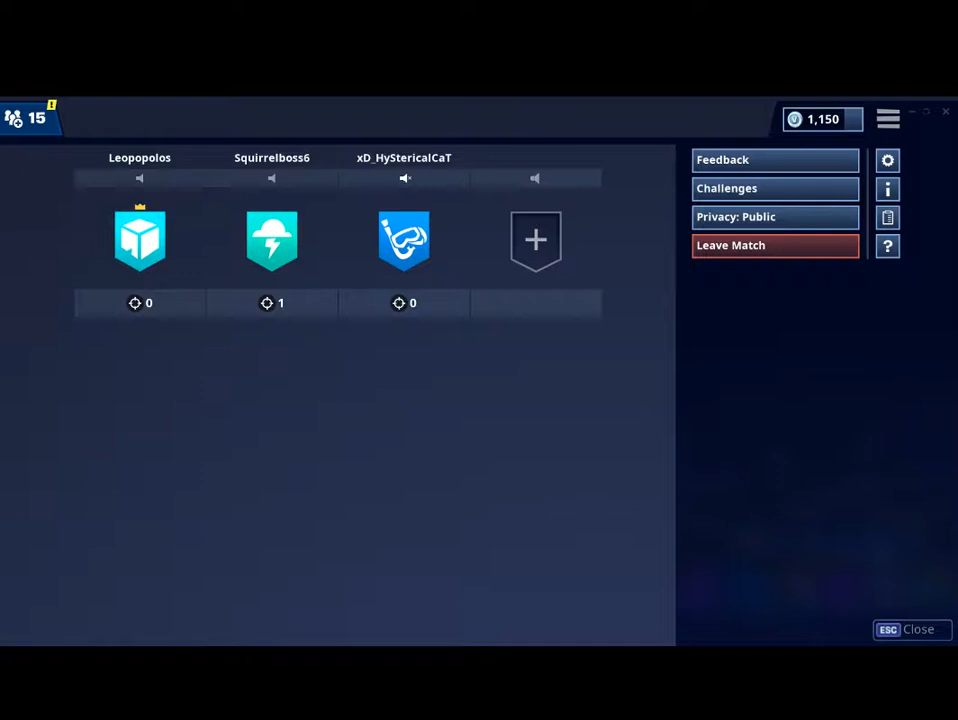 15
!
1,150
Leopopolos
Squirrelboss6
xD_HyStericalCaT
0
1
0
Feedback
Challenges
Privacy: Public
Leave Match
ESC Close